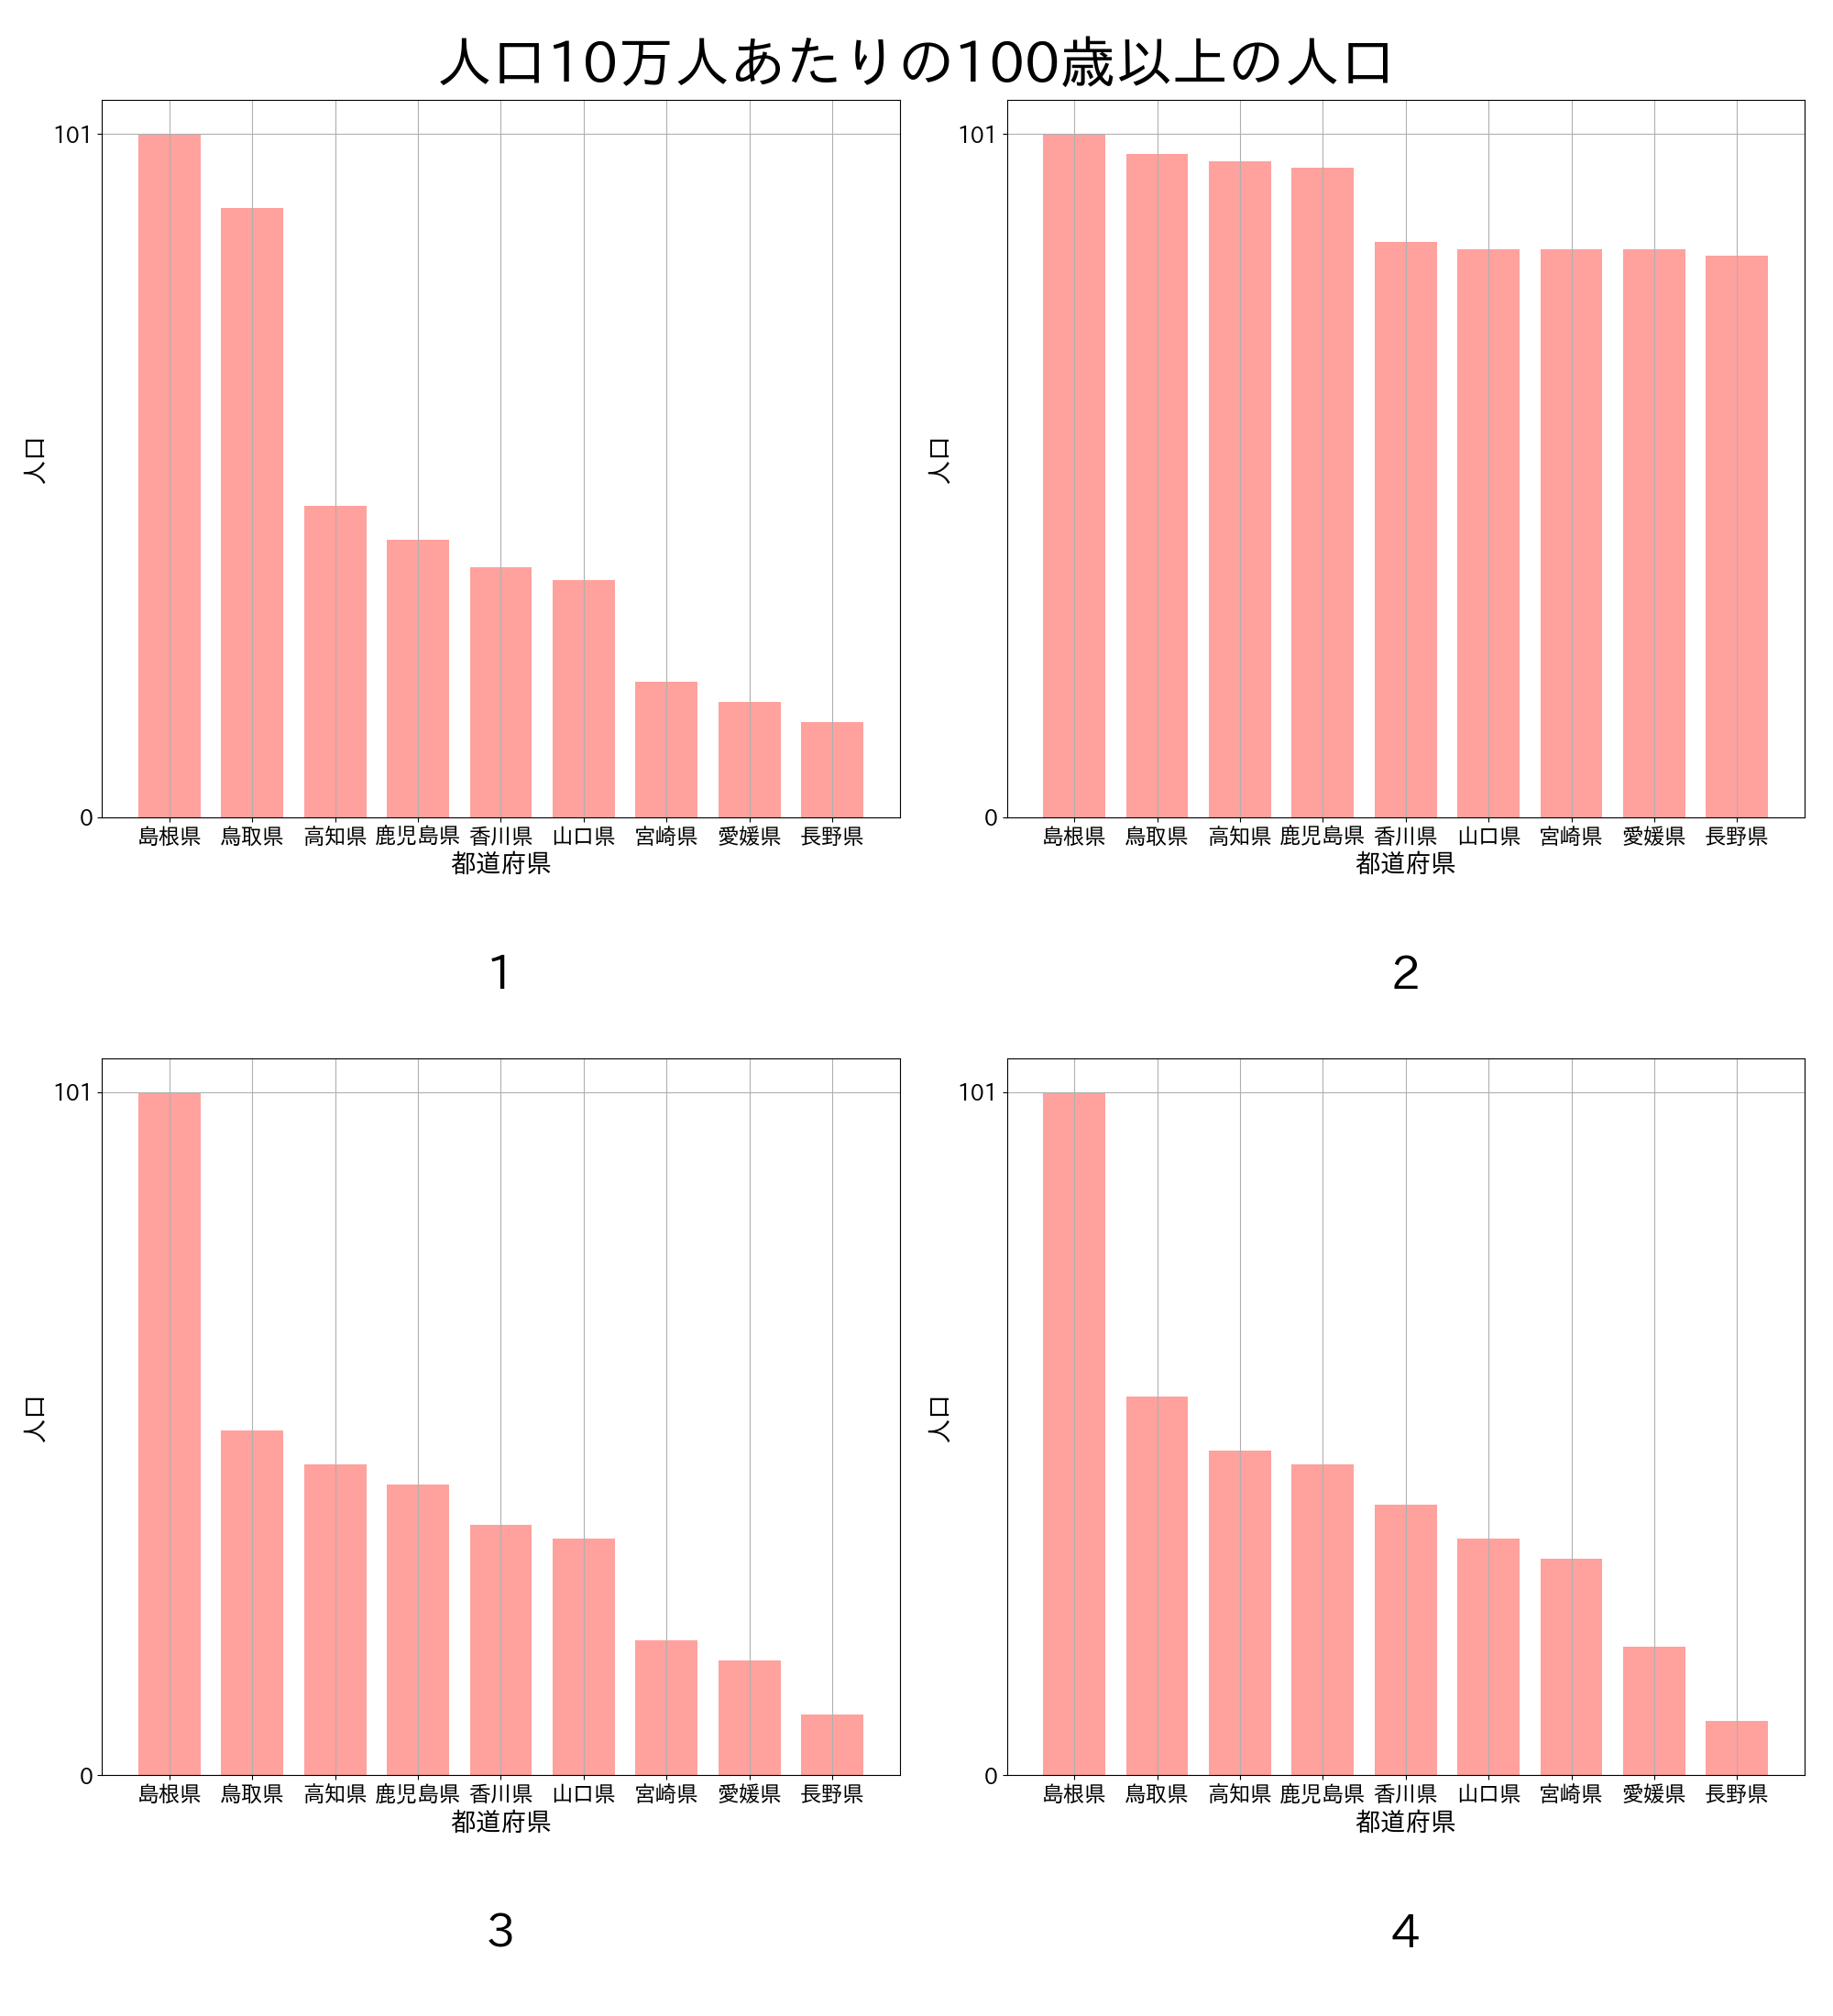 人口10万人あたりの100歳以上の人口
101
0
人口
島根県 鳥取県 高知県 鹿児島県 香川県 山口県 宮崎県 愛媛県 長野県
都道府県
1
101
0
人口
島根県 鳥取県 高知県 鹿児島県 香川県 山口県 宮崎県 愛媛県 長野県
都道府県
2
101
0
人口
島根県 鳥取県 高知県 鹿児島県 香川県 山口県 宮崎県 愛媛県 長野県
都道府県
3
101
0
人口
島根県 鳥取県 高知県 鹿児島県 香川県 山口県 宮崎県 愛媛県 長野県
都道府県
4